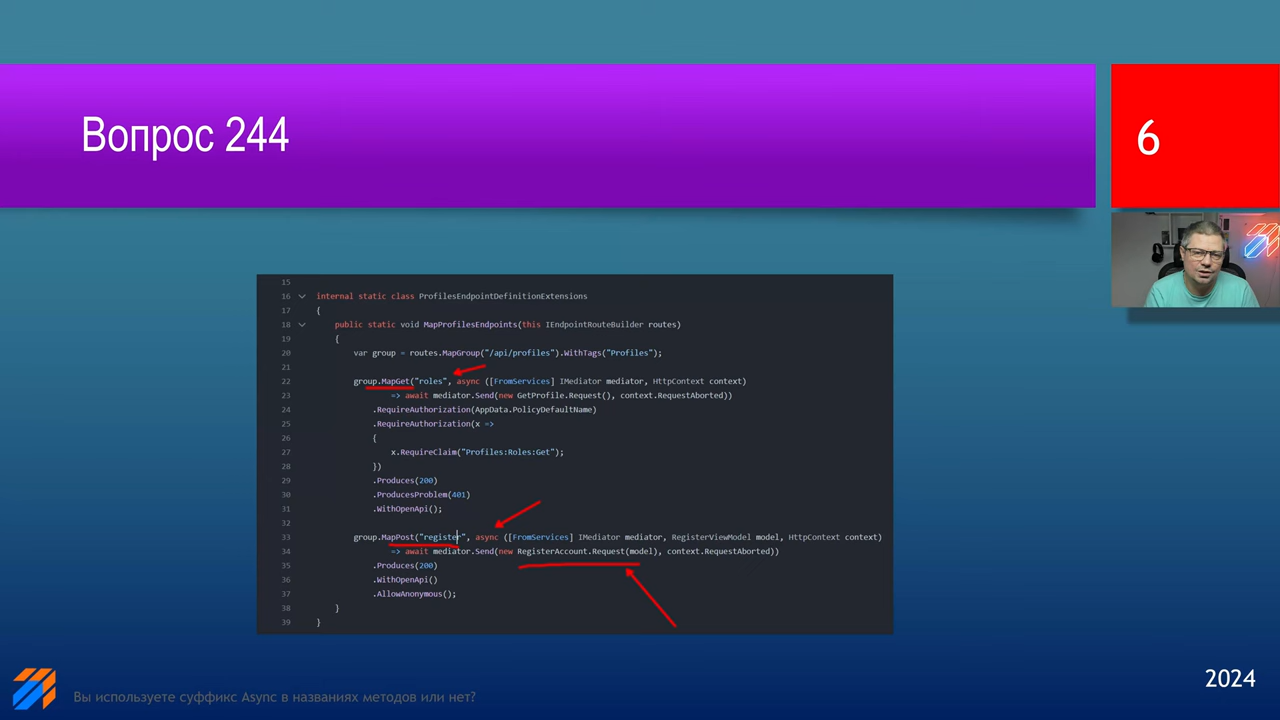 Вопрос 244
6
15
16 internal static class ProfilesEndpointDefinitionExtensions
17 {
18 public static void MapProfilesEndpoints(this IEndpointRouteBuilder routes)
19 {
20 var group = routes.MapGroup("/api/profiles").WithTags("Profiles");
21
22 group.MapGet("roles", async ([FromServices] IMediator mediator, HttpContext context)
23 => await mediator.Send(new GetProfile.Request(), context.RequestAborted))
24 .RequireAuthorization(AppData.PolicyDefaultName)
25 .RequireAuthorization(x =>
26 {
27 x.RequireClaim("Profiles:Roles:Get");
28 })
29 .Produces(200)
30 .ProducesProblem(401)
31 .WithOpenApi();
32
33 group.MapPost("register", async ([FromServices] IMediator mediator, RegisterViewModel model, HttpContext context)
34 => await mediator.Send(new RegisterAccount.Request(model), context.RequestAborted))
35 .Produces(200)
36 .WithOpenApi()
37 .AllowAnonymous();
38 }
39 }
Вы используете суффикс Async в названиях методов или нет?
2024